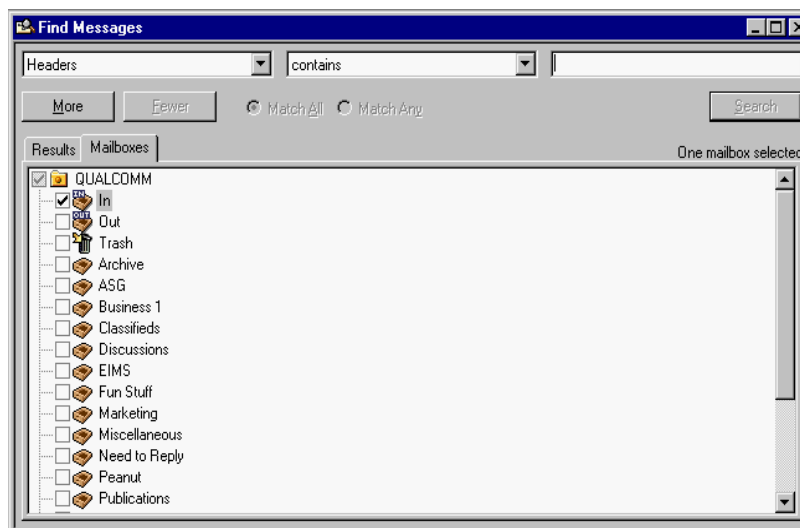 Find Messages
Headers contains
More Fewer Match All Match Any Search
Results Mailboxes One mailbox selected
QUALCOMM
IN In
OUT Out
Trash
Archive
ASG
Business 1
Classifieds
Discussions
EIMS
Fun Stuff
Marketing
Miscellaneous
Need to Reply
Peanut
Publications